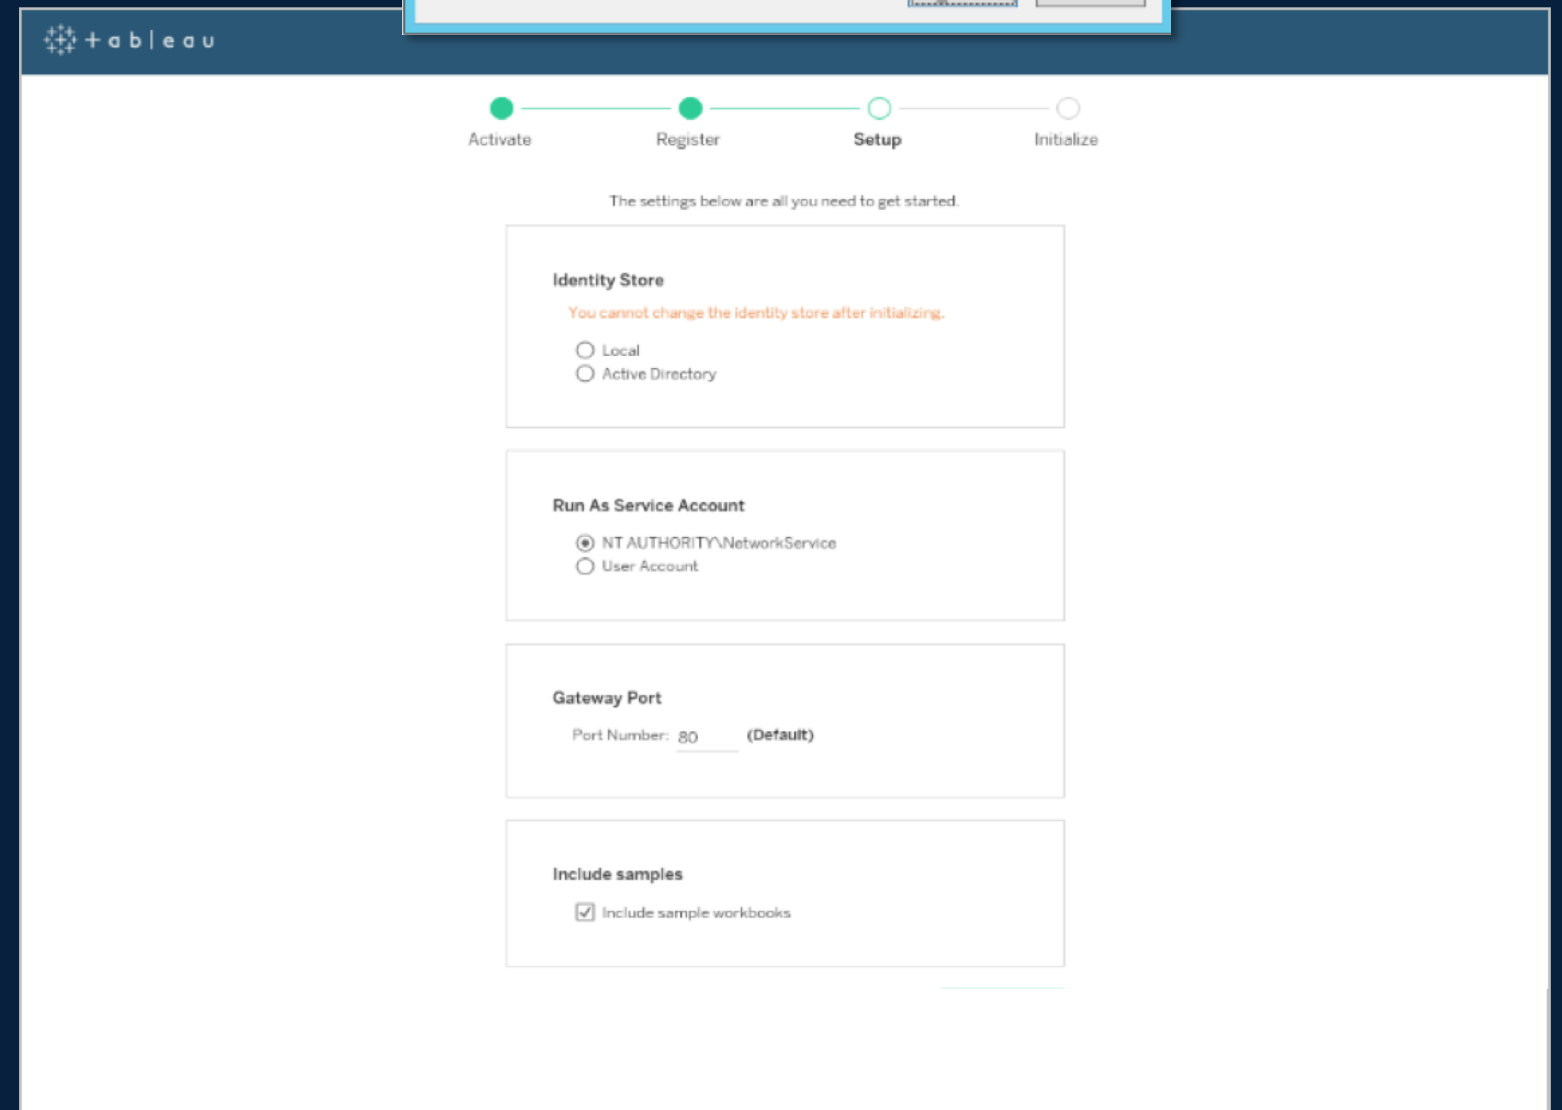 + a b | e a u
Activate
Register
Setup
Initialize
The settings below are all you need to get started.
Identity Store
You cannot change the identity store after initializing.
Local
Active Directory
Run As Service Account
NT AUTHORITY\NetworkService
User Account
Gateway Port
Port Number: 80 (Default)
Include samples
Include sample workbooks